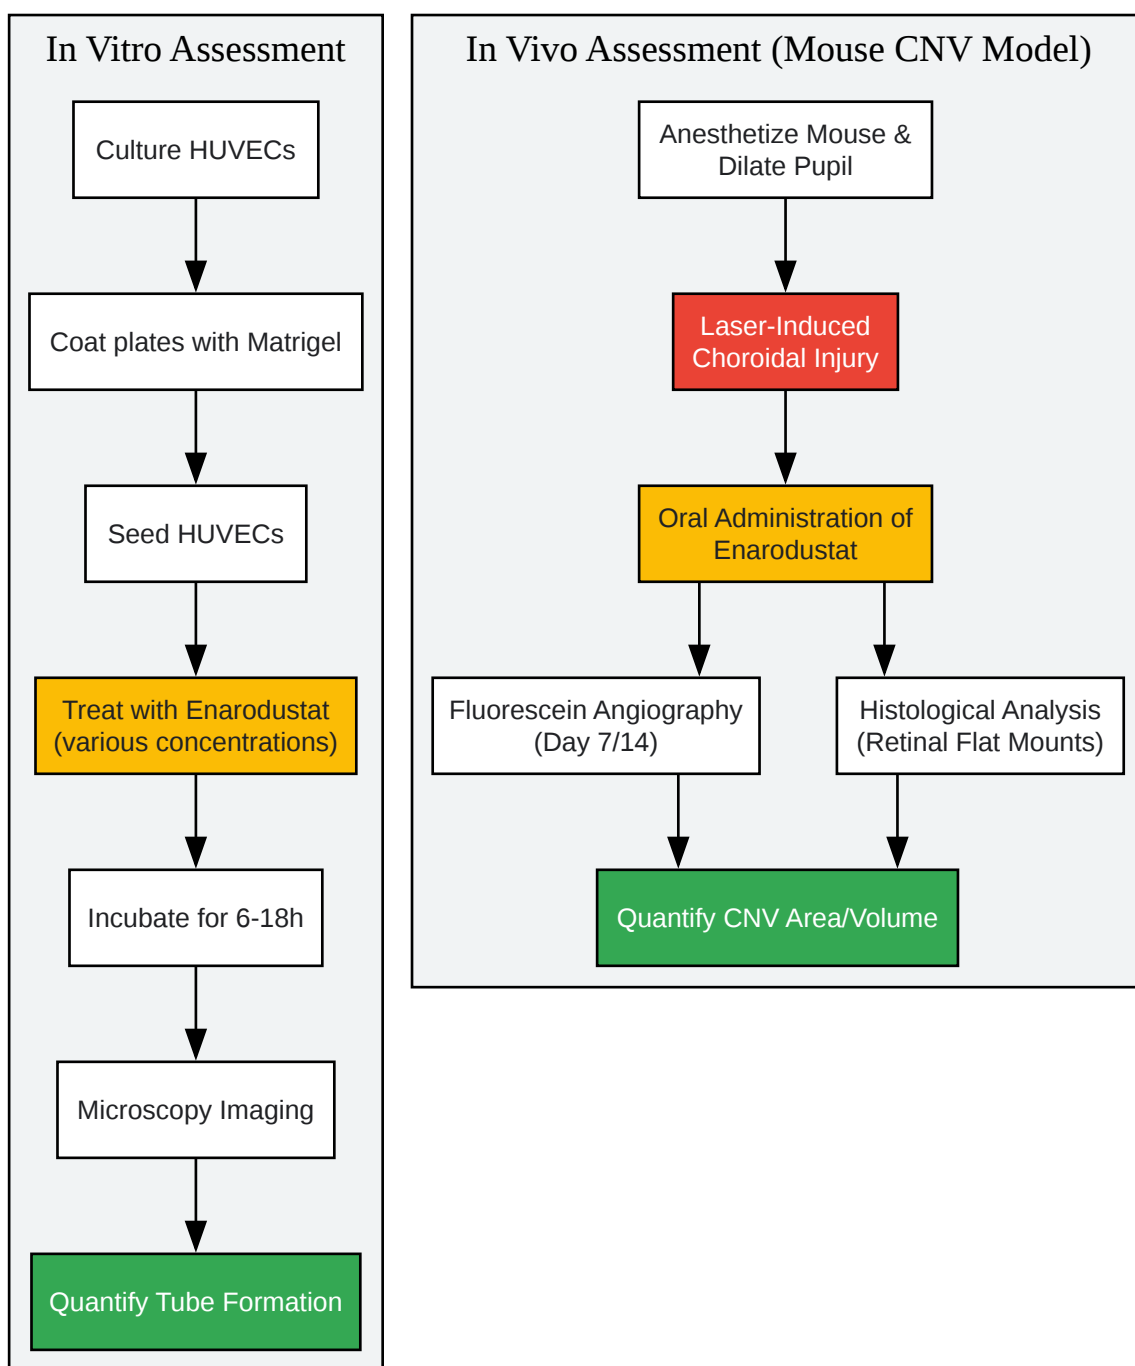 In Vitro Assessment
Culture HUVECs
Coat plates with Matrigel
Seed HUVECs
Treat with Enarodustat
(various concentrations)
Incubate for 6-18h
Microscopy Imaging
Quantify Tube Formation
In Vivo Assessment (Mouse CNV Model)
Anesthetize Mouse &
Dilate Pupil
Laser-Induced
Choroidal Injury
Oral Administration of
Enarodustat
Fluorescein Angiography
(Day 7/14)
Histological Analysis
(Retinal Flat Mounts)
Quantify CNV Area/Volume